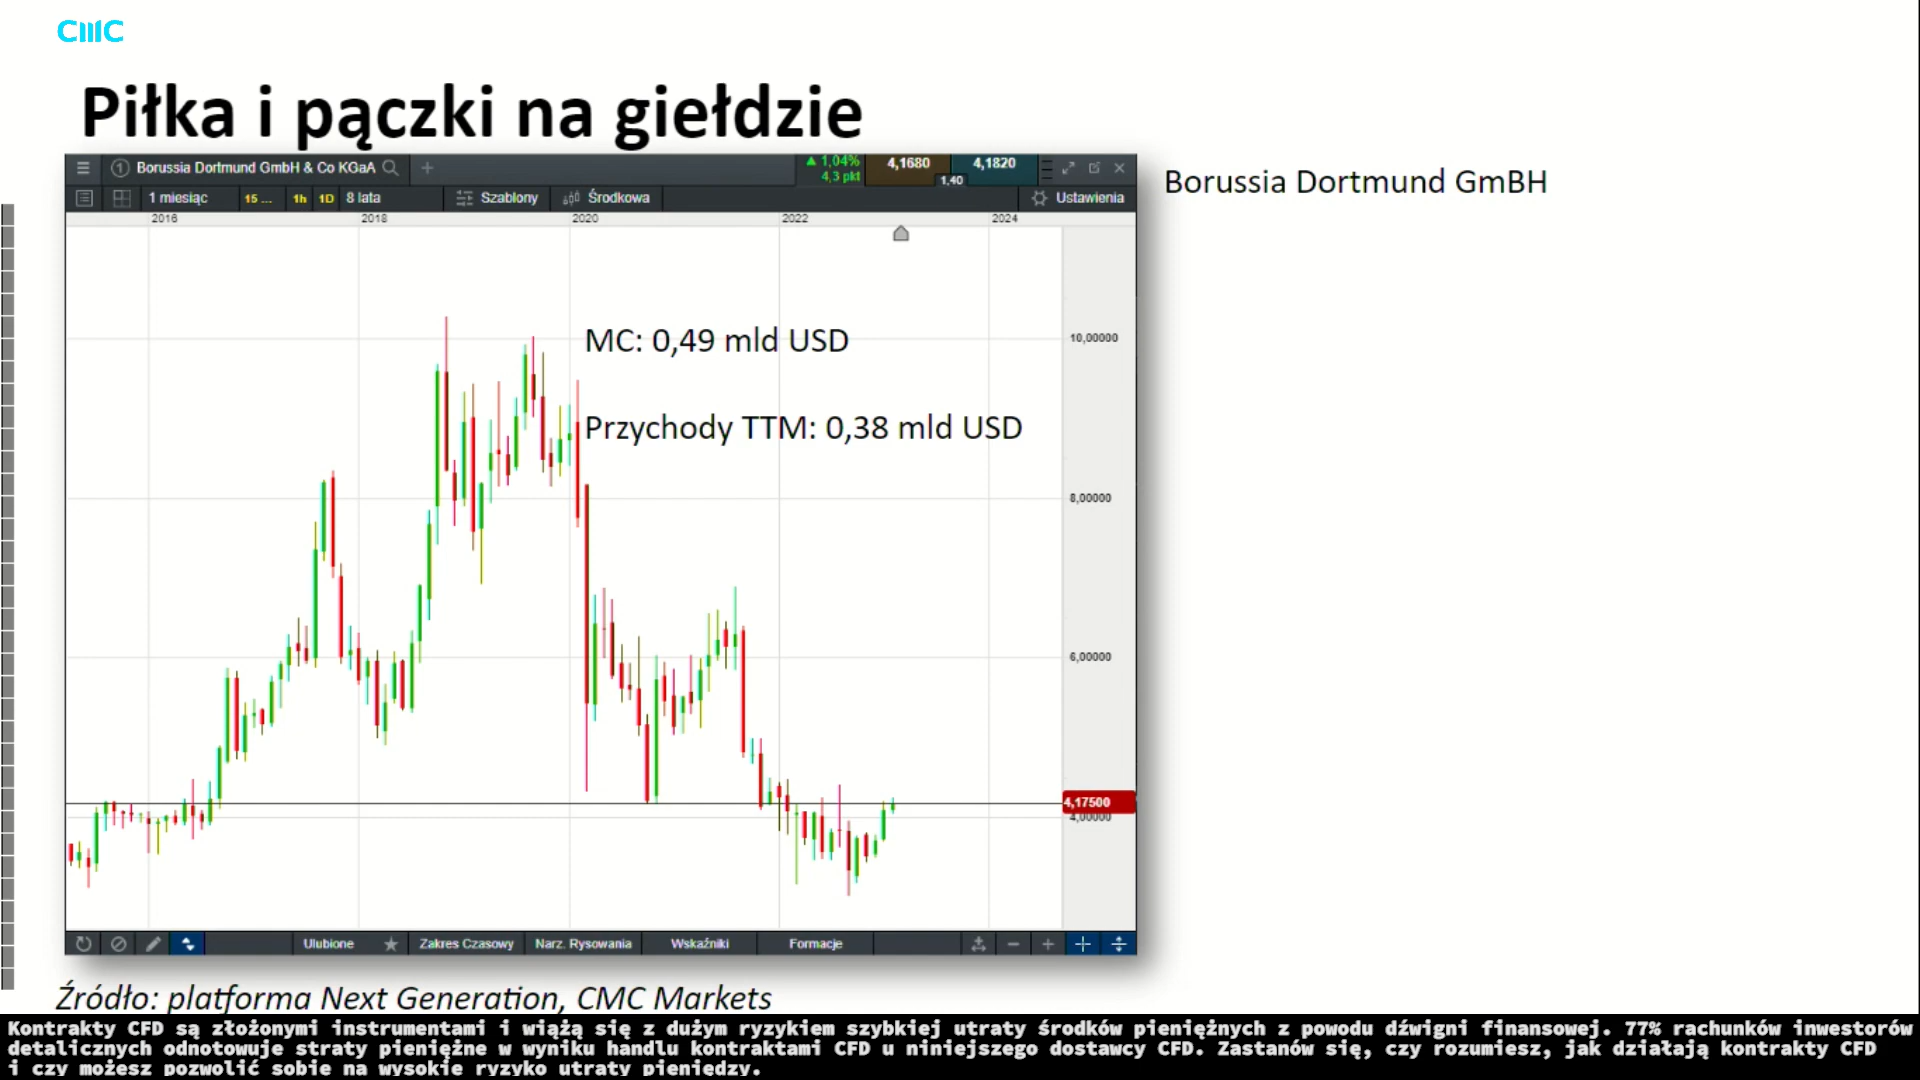 CMC
Piłka i pączki na giełdzie
Borussia Dortmund GmbH & Co KGaA
1,04%
4,3 pkt
4,1680
1,40
4,1820
Borussia Dortmund GmBH
1 miesiąc
15 ...
1h
1D
8 lata
Szablony
Środkowa
Ustawienia
2016
2018
2020
2022
2024
MC: 0,49 mld USD
10,00000
Przychody TTM: 0,38 mld USD
8,00000
6,00000
4,17500
4,00000
Ulubione
Zakres Czasowy
Narz. Rysowania
Wskaźniki
Formacje
Źródło: platforma Next Generation, CMC Markets
Kontrakty CFD są złożonymi instrumentami i wiążą się z dużym ryzykiem szybkiej utraty środków pieniężnych z powodu dźwigni finansowej. 77% rachunków inwestorów
detalicznych odnotowuje straty pieniężne w wyniku handlu kontraktami CFD u niniejszego dostawcy CFD. Zastanów się, czy rozumiesz, jak działają kontrakty CFD
i czy możesz pozwolić sobie na wysokie ryzyko utraty pieniędzy.